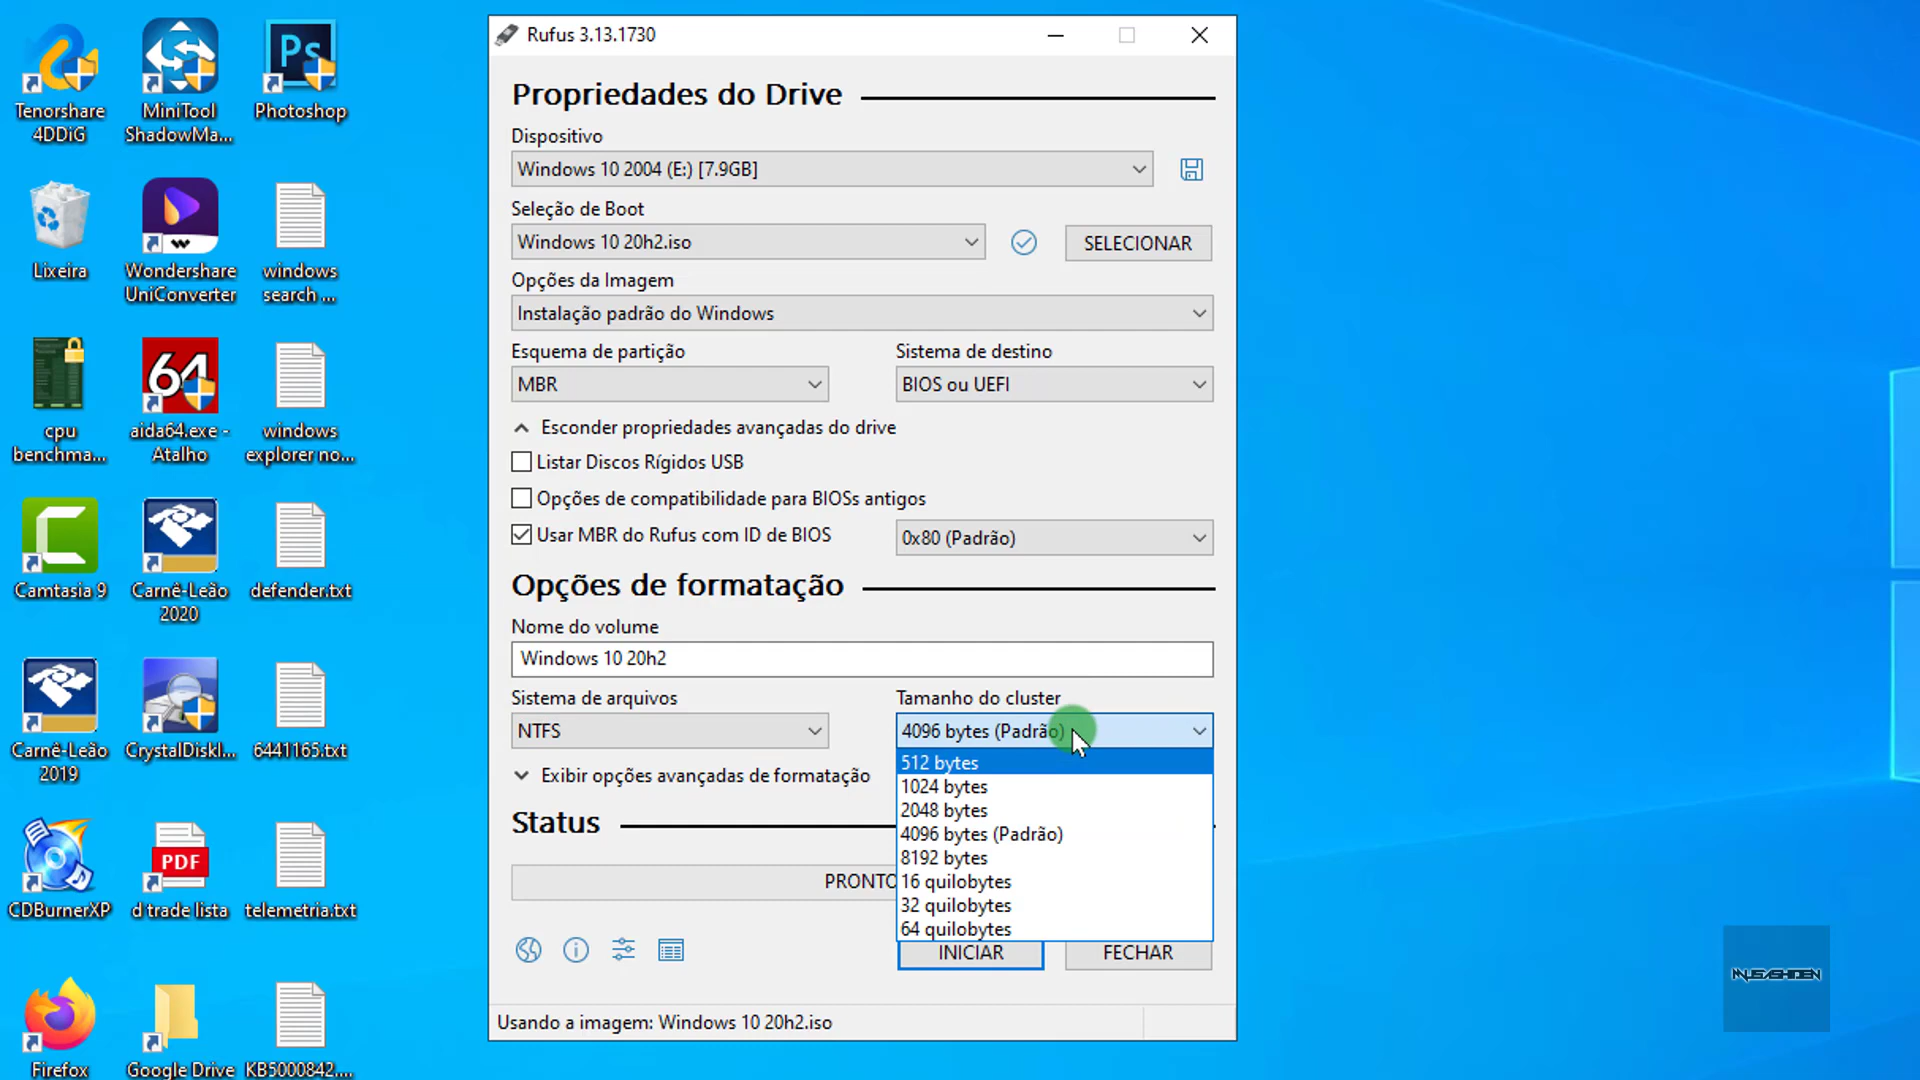 Tenorshare
4DDiG
MiniTool
ShadowMa...
Ps
Photoshop
Lixeira
Wondershare
UniConverter
windows
search ...
cpu
benchma...
64
aida64.exe -
Atalho
windows
explorer no...
Camtasia 9
Carnê-Leão
2020
defender.txt
Carnê-Leão
2019
CrystalDiskI...
6441165.txt
CDBurnerXP
PDF
d trade lista
telemetria.txt
Firefox
Google Drive
KB5000842....
Rufus 3.13.1730
Propriedades do Drive
Dispositivo
Windows 10 2004 (E:) [7.9GB]
Seleção de Boot
Windows 10 20h2.iso
SELECIONAR
Opções da Imagem
Instalação padrão do Windows
Esquema de partição
Sistema de destino
MBR
BIOS ou UEFI
Esconder propriedades avançadas do drive
Listar Discos Rígidos USB
Opções de compatibilidade para BIOSs antigos
Usar MBR do Rufus com ID de BIOS
0x80 (Padrão)
Opções de formatação
Nome do volume
Windows 10 20h2
Sistema de arquivos
Tamanho do cluster
NTFS
4096 bytes (Padrão)
512 bytes
1024 bytes
2048 bytes
4096 bytes (Padrão)
8192 bytes
16 quilobytes
32 quilobytes
64 quilobytes
Exibir opções avançadas de formatação
Status
PRONTO
INICIAR
FECHAR
Usando a imagem: Windows 10 20h2.iso
MUSASHIDEN